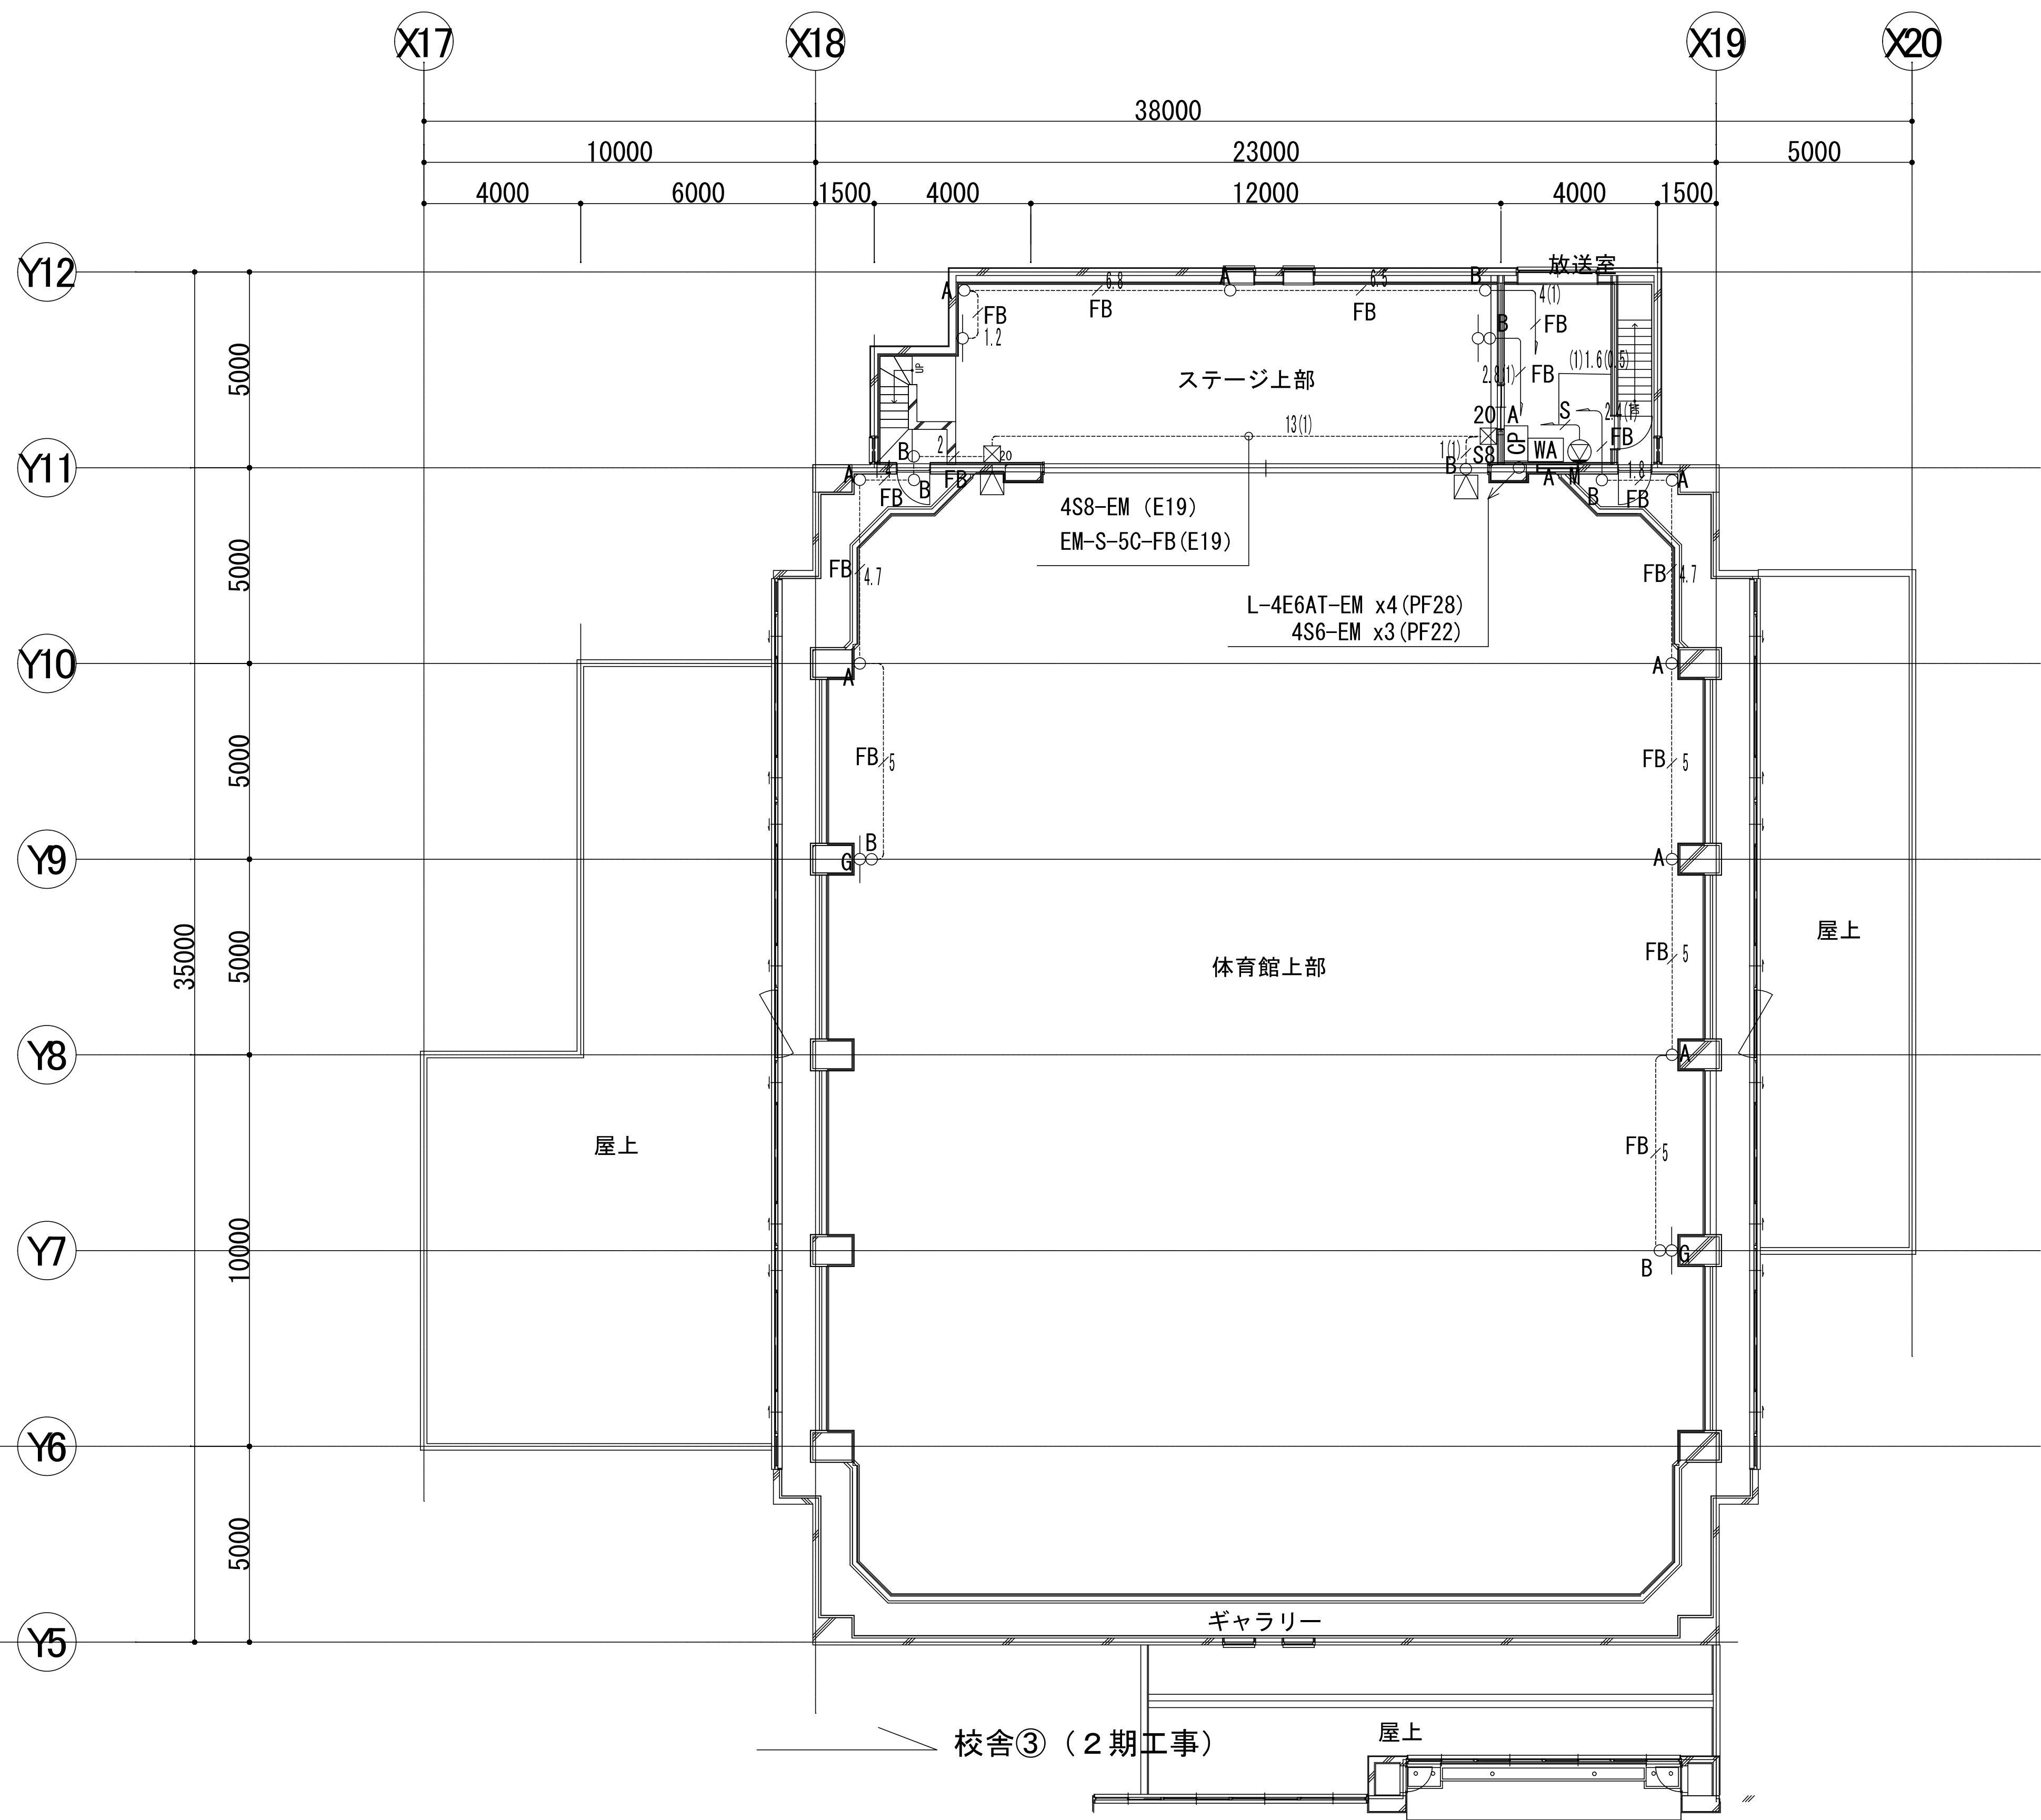 X17
X18
X19
X20
38000
10000
23000
5000
4000
6000
1500
4000
12000
4000
1500
Y12
放送室
A
6.8
A
6.5
B
4(1)
FB
FB
FB
FB
1.2
B
(1)1.6(0.5)
2.8(1)
FB
UP
ステージ上部
5000
20
A
S
2.4(1)
13(1)
CP
WA
FB
2
B
20
1(1)
S8
Y11
A
B
FB
FB
B
A
M
B
1.8
FB
A
4S8-EM (E19)
EM-S-5C-FB(E19)
5000
FB
4.7
FB
4.7
L-4E6AT-EM x4(PF28)
4S6-EM x3(PF22)
Y10
A
A
5000
FB
5
FB
5
Y9
G
B
A
35000
5000
体育館上部
FB
5
屋上
Y8
A
屋上
FB
5
10000
Y7
B
G
Y6
5000
ギャラリー
Y5
校舎③（２期工事）
屋上